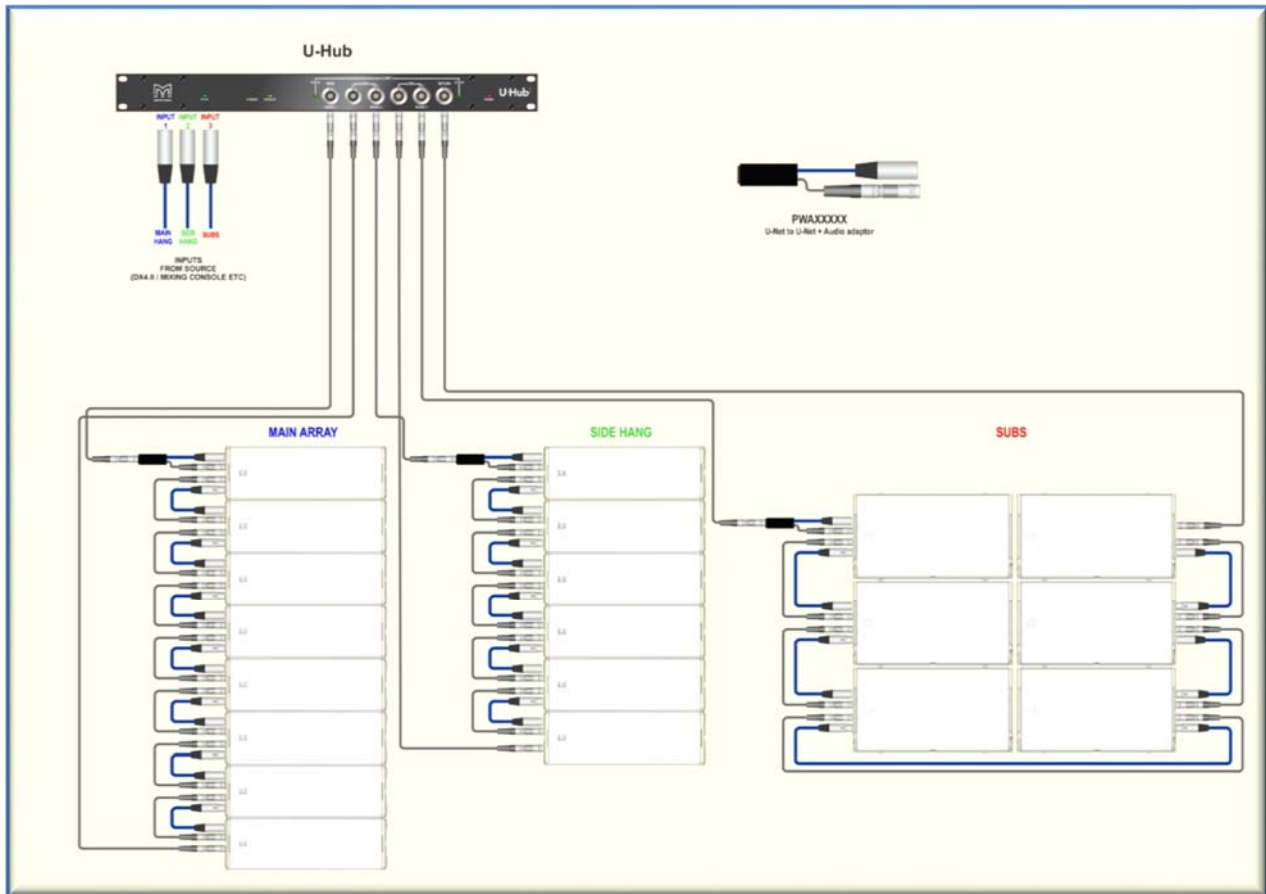 U-Hub
U·Hub
INPUT INPUT INPUT
1 2 3
MAIN HANG
SIDE HANG
SUBS
INPUTS
FROM SOURCE
(DX4.0 / MIXING CONSOLE ETC)
PWAXXXXX
U-Net to U-Net + Audio adaptor
MAIN ARRAY
SIDE HANG
SUBS